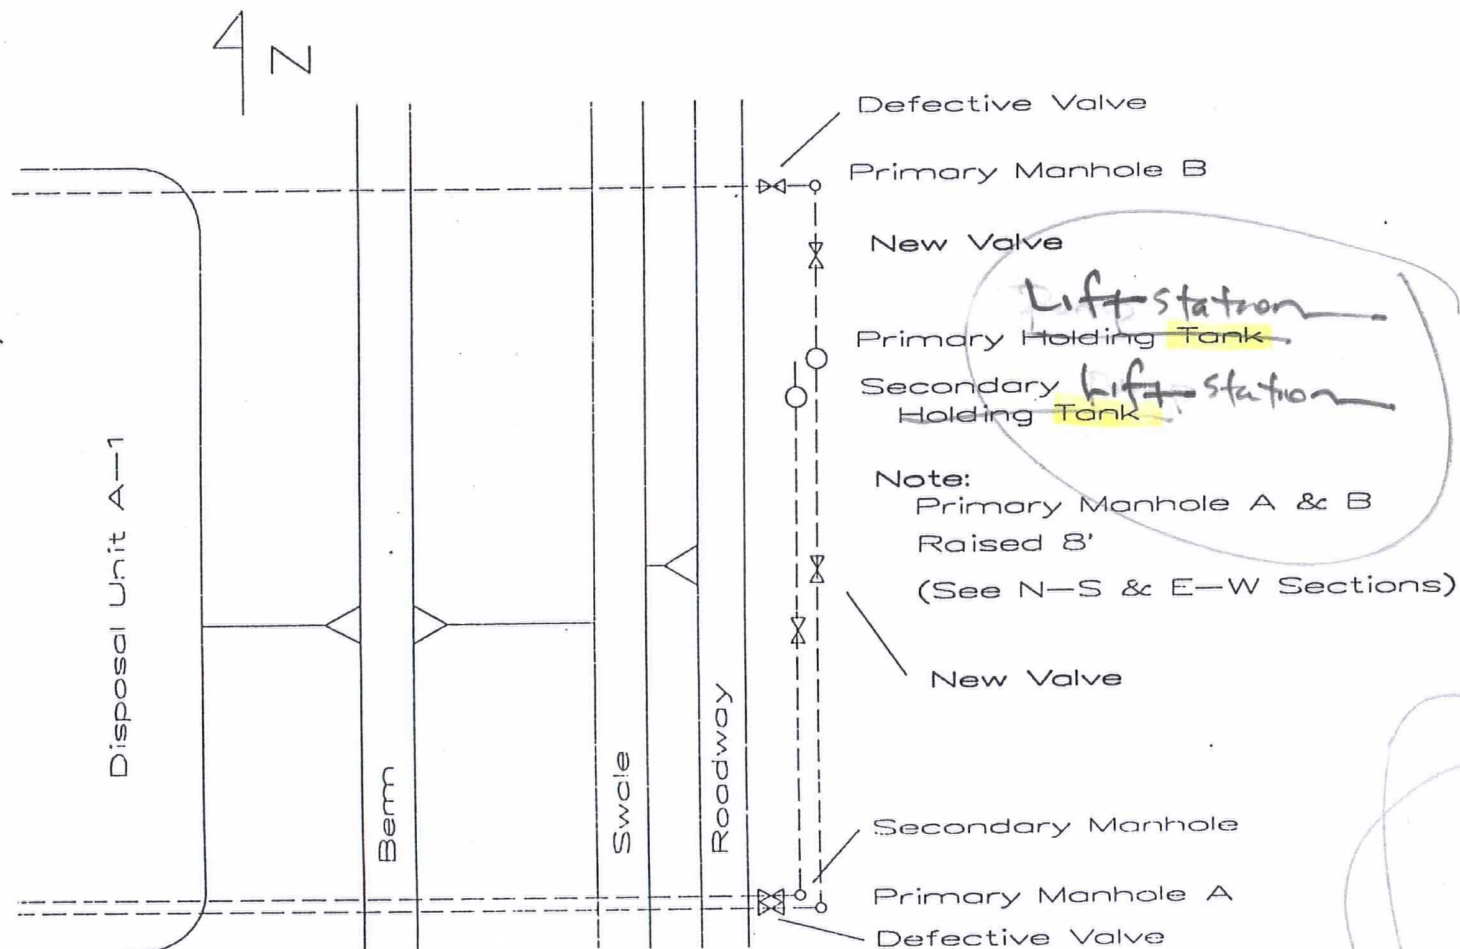 N
Defective Valve
Primary Manhole B
New Valve
Lift station
Primary Holding Tank
Secondary Lift station
Holding Tank
Note:
Primary Manhole A & B
Raised 8'
(See N-S & E-W Sections)
New Valve
Disposal Unit A-1
Berm
Swale
Roadway
Secondary Manhole
Primary Manhole A
Defective Valve